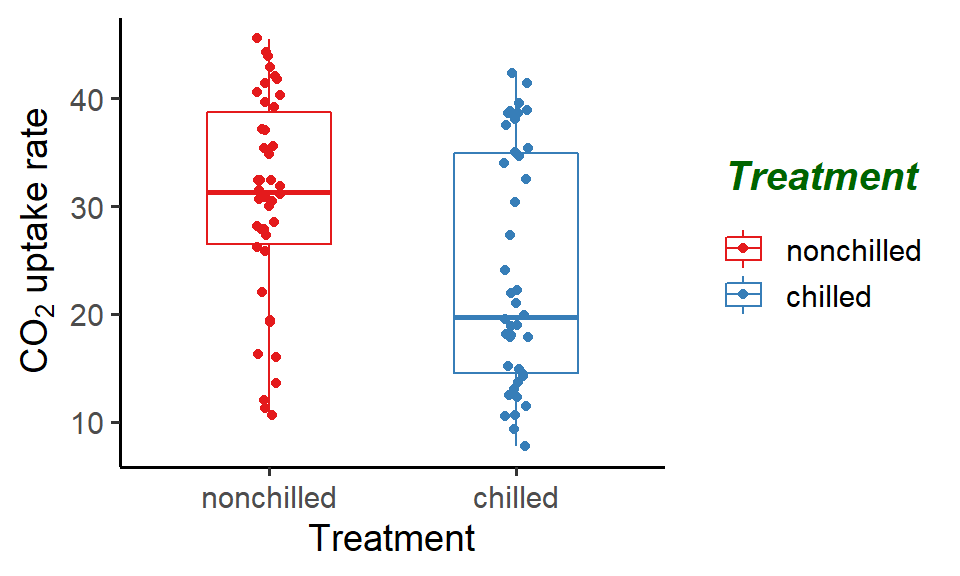 CO₂ uptake rate
40
30
20
10
nonchilled
chilled
Treatment
Treatment
nonchilled
chilled